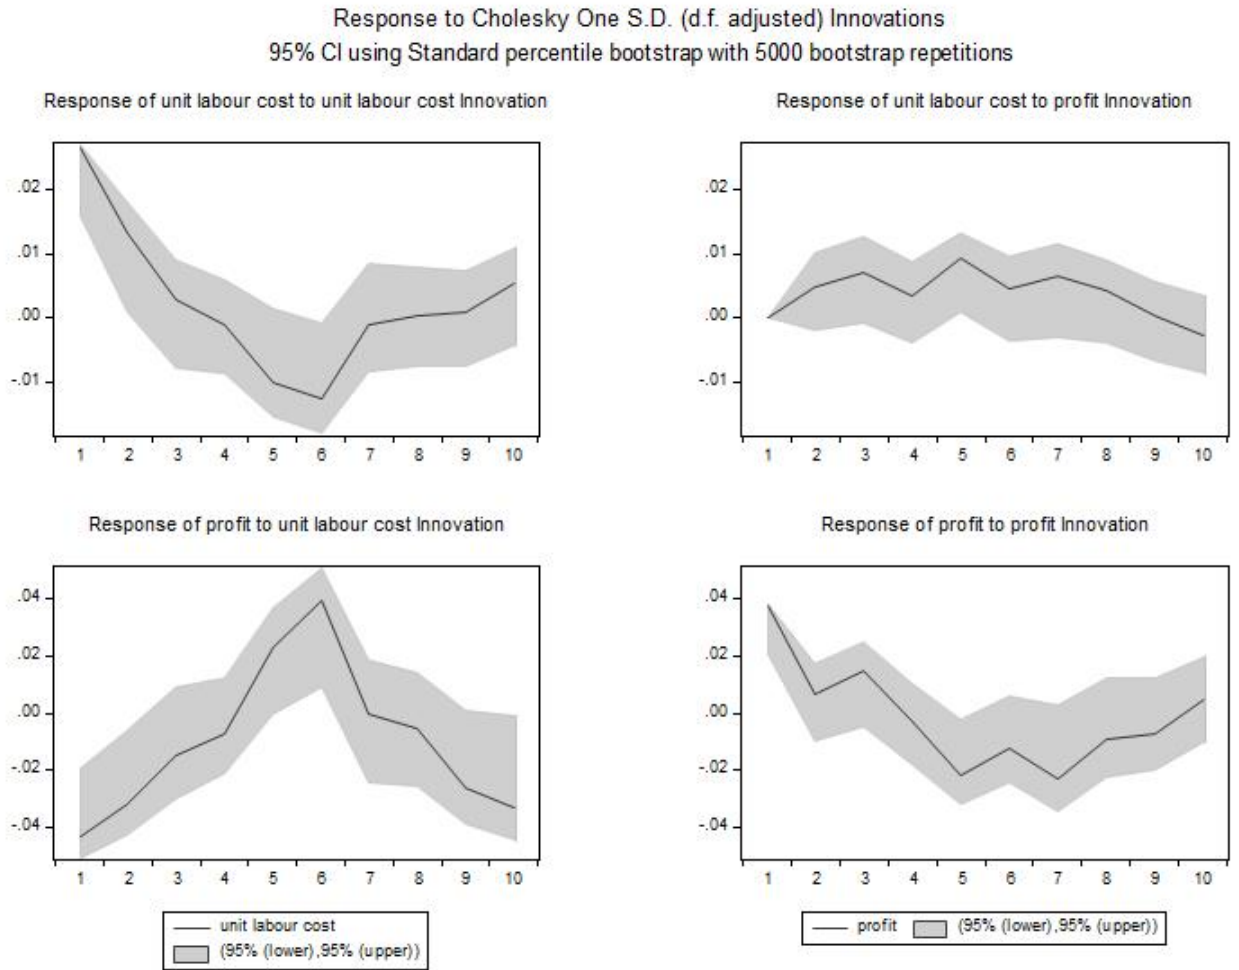 Response to Cholesky One S.D. (d.f. adjusted) Innovations
95% CI using Standard percentile bootstrap with 5000 bootstrap repetitions
Response of unit labour cost to unit labour cost Innovation
.02
.01
.00
-.01
1 2 3 4 5 6 7 8 9 10
Response of unit labour cost to profit Innovation
.02
.01
.00
-.01
1 2 3 4 5 6 7 8 9 10
Response of profit to unit labour cost Innovation
.04
.02
.00
-.02
-.04
1 2 3 4 5 6 7 8 9 10
unit labour cost
(95% (lower),95% (upper))
Response of profit to profit Innovation
.04
.02
.00
-.02
-.04
1 2 3 4 5 6 7 8 9 10
profit (95% (lower),95% (upper))